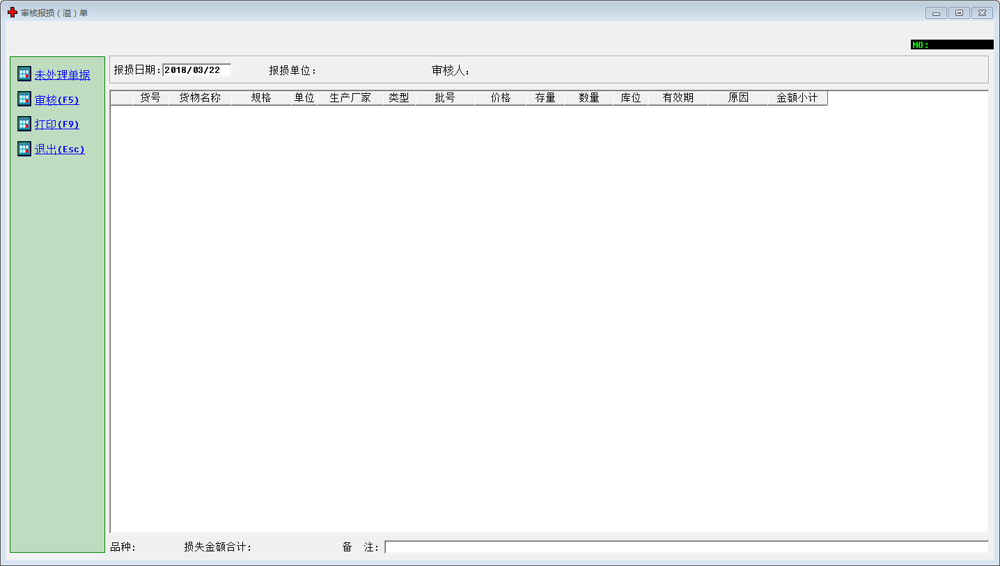 审核报损（溢）单
NO:
未处理单据
审核(F5)
打印(F9)
退出(Esc)
报损日期: 2018/03/22 报损单位: 审核人:
货号 货物名称 规格 单位 生产厂家 类型 批号 价格 存量 数量 库位 有效期 原因 金额小计
品种: 损失金额合计: 备 注: